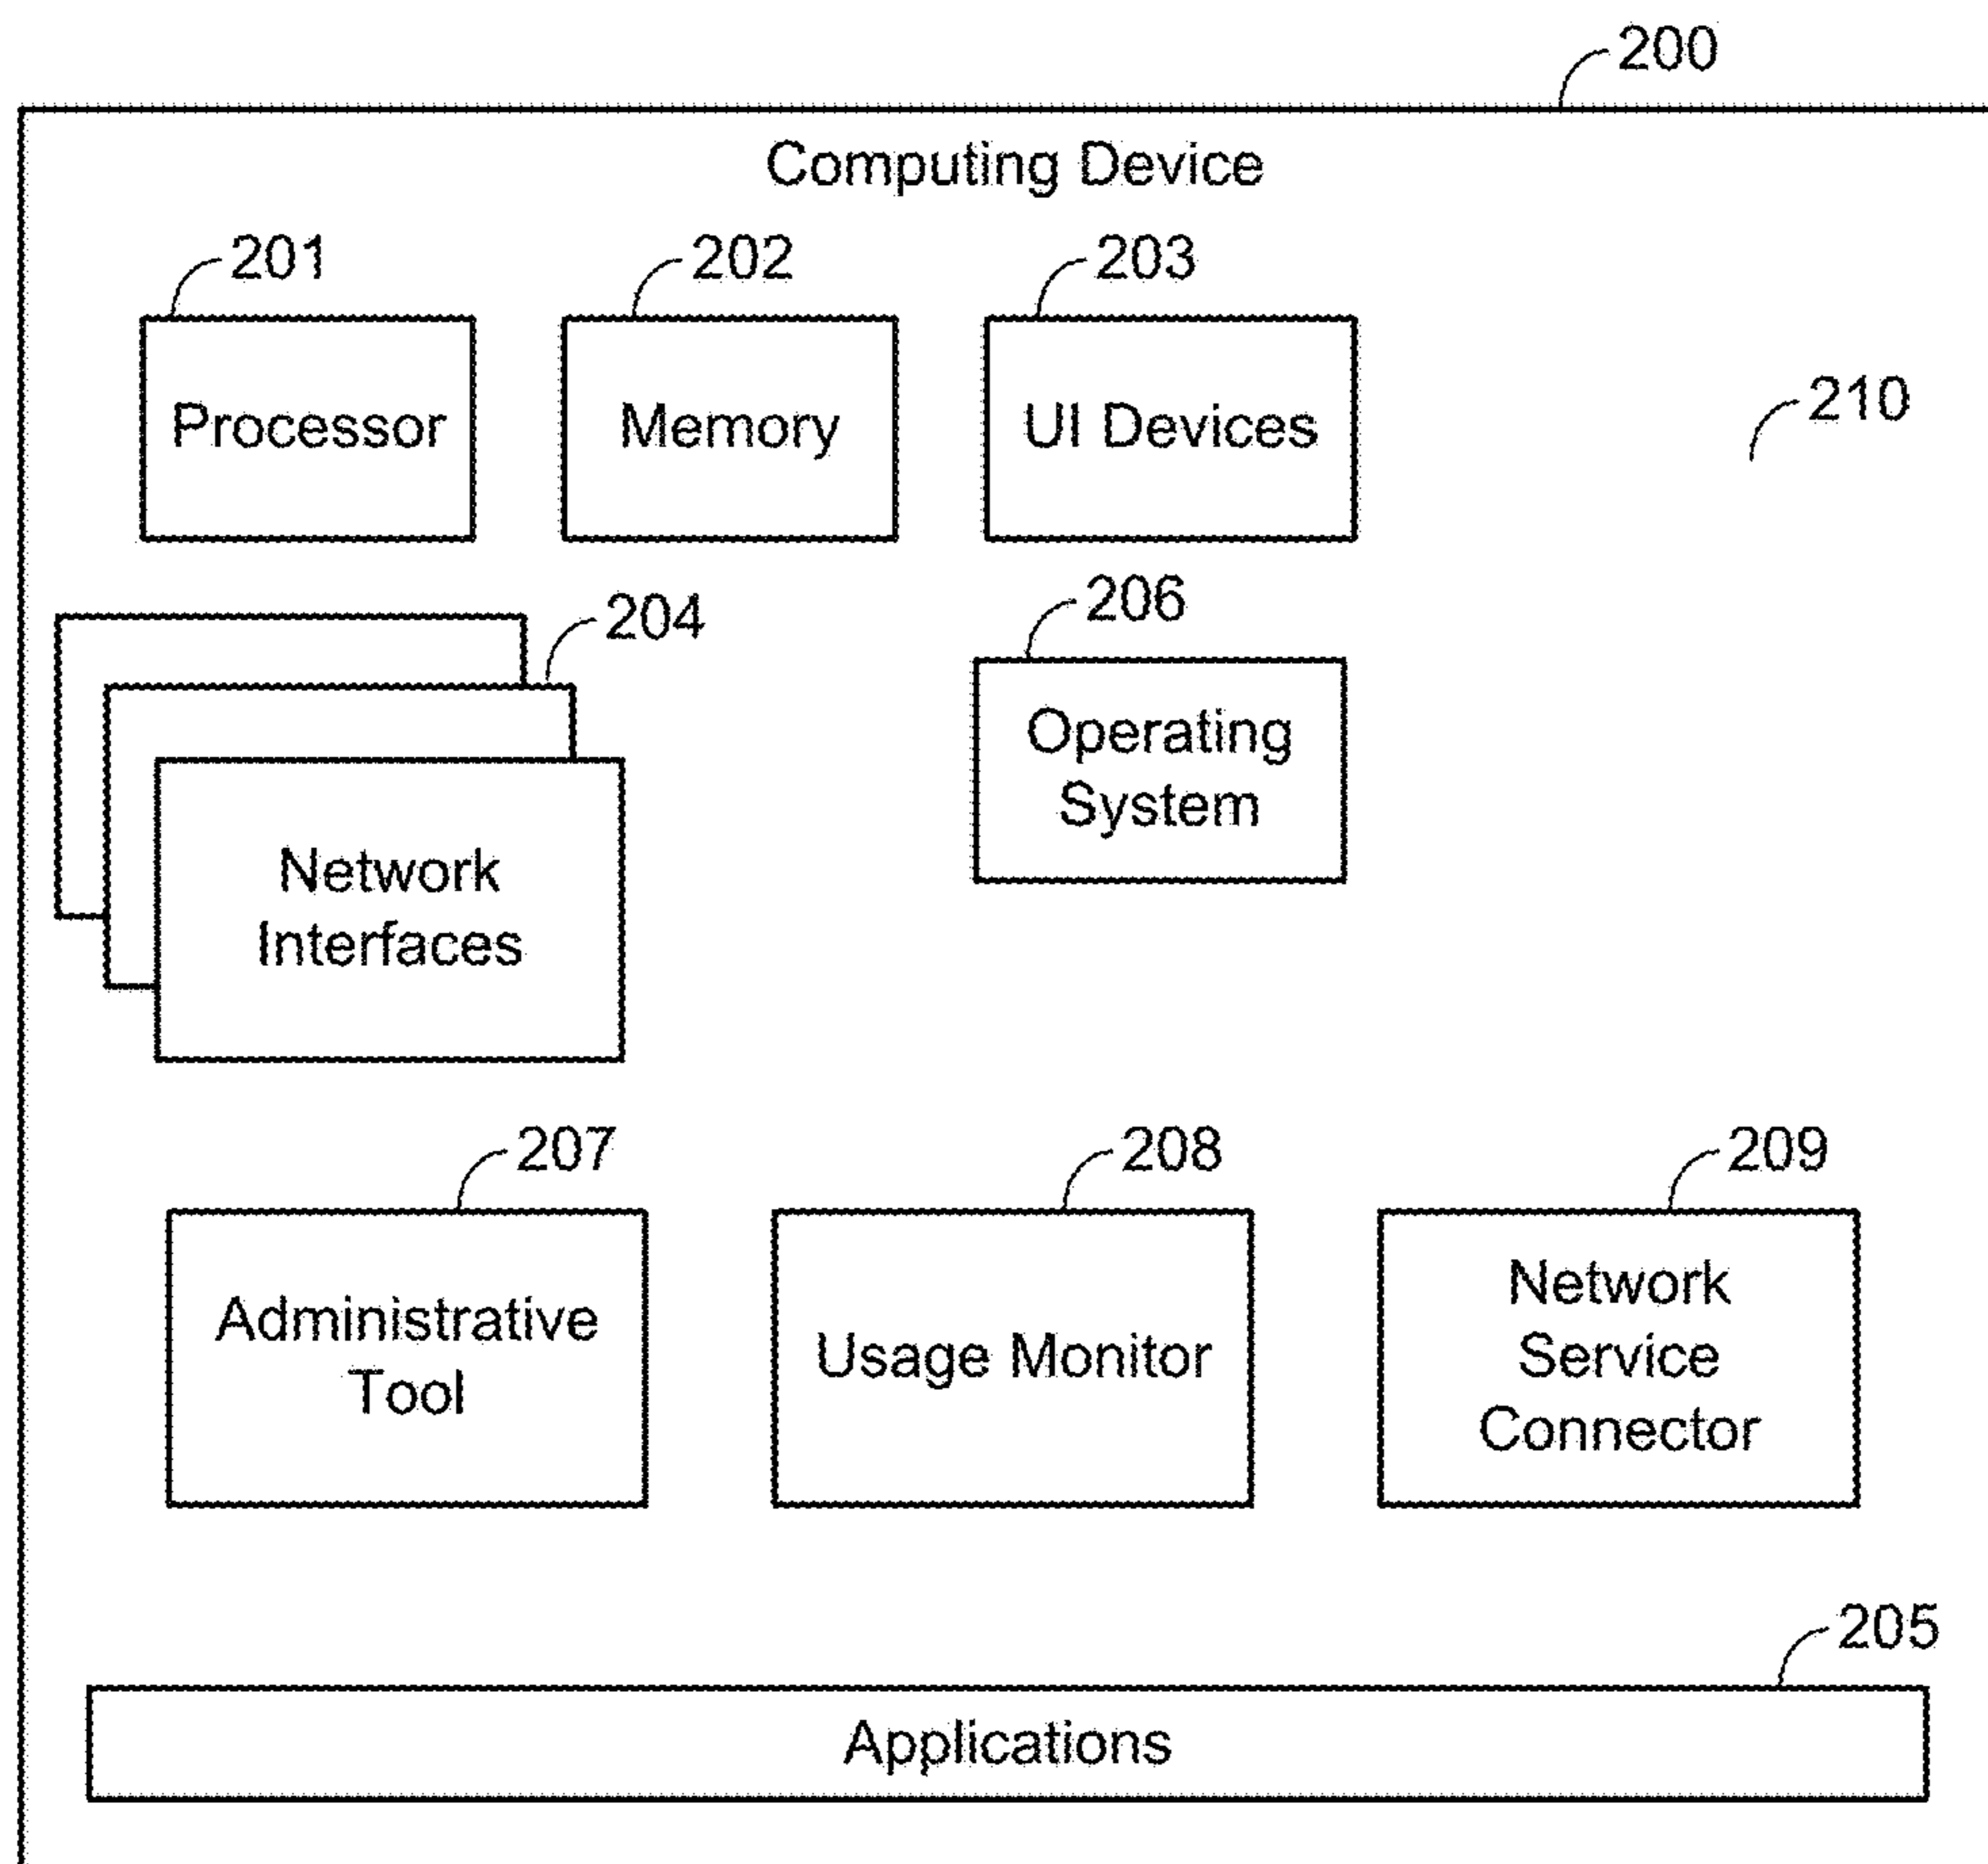 200
Computing Device
201
202
203
Processor
Memory
UI Devices
210
204
206
Operating
System
Network
Interfaces
207
208
209
Administrative
Tool
Usage Monitor
Network
Service
Connector
205
Applications